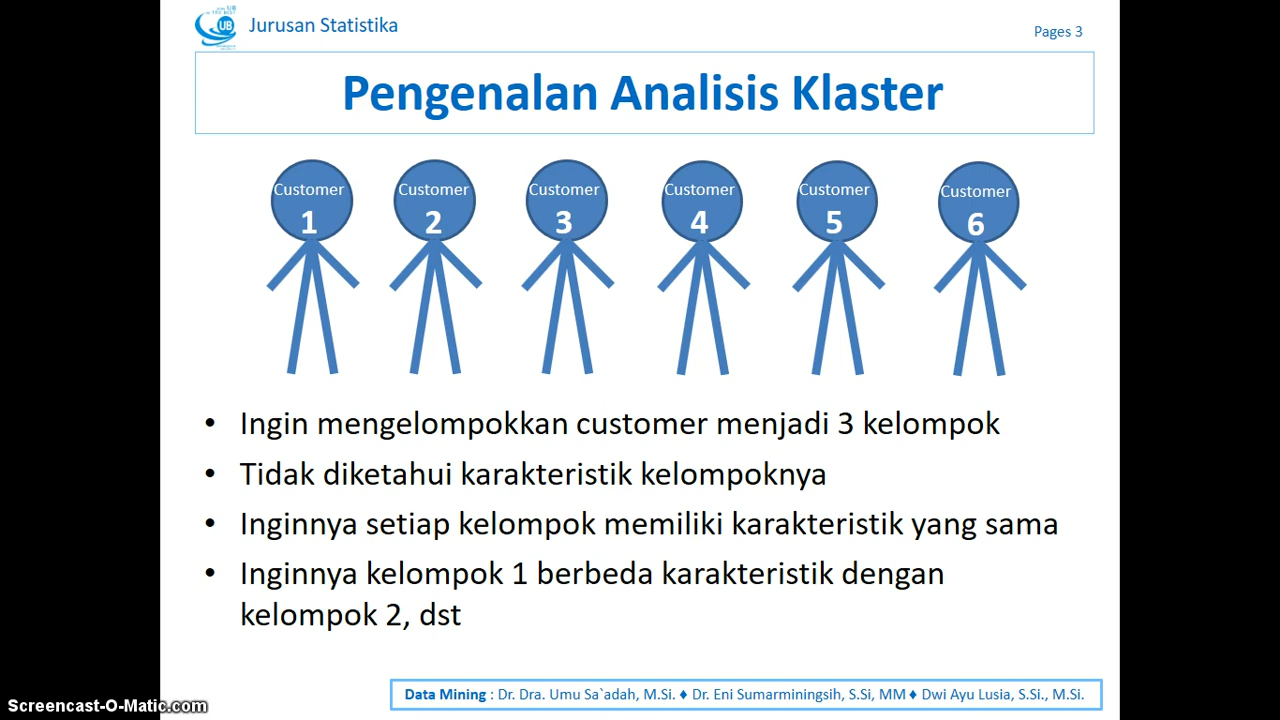 UB
Jurusan Statistika
Pages 3
Pengenalan Analisis Klaster
Customer
1
Customer
2
Customer
3
Customer
4
Customer
5
Customer
6
• Ingin mengelompokkan customer menjadi 3 kelompok
• Tidak diketahui karakteristik kelompoknya
• Inginnya setiap kelompok memiliki karakteristik yang sama
• Inginnya kelompok 1 berbeda karakteristik dengan
kelompok 2, dst
Data Mining : Dr. Dra. Umu Sa`adah, M.Si. ♦ Dr. Eni Sumarminingsih, S.Si, MM ♦ Dwi Ayu Lusia, S.Si., M.Si.
Screencast-O-Matic.com